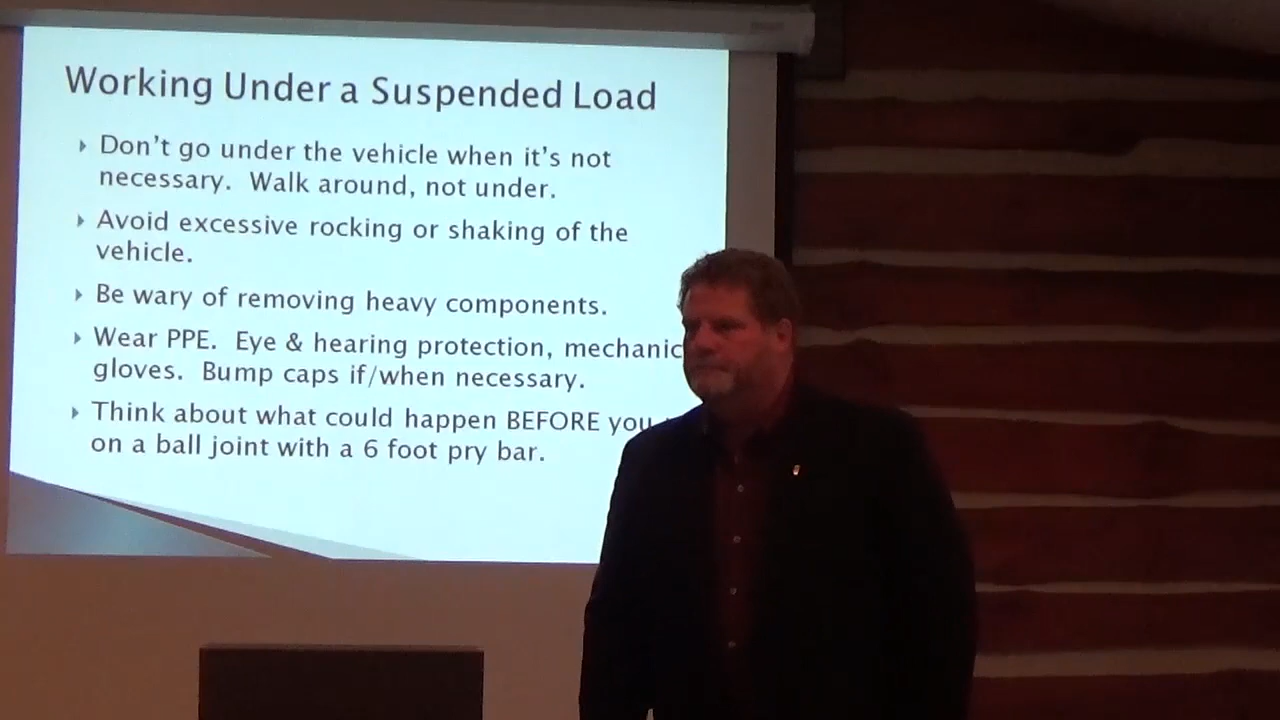 Working Under a Suspended Load
Don't go under the vehicle when it's not
necessary. Walk around, not under.
Avoid excessive rocking or shaking of the
vehicle.
Be wary of removing heavy components.
Wear PPE. Eye & hearing protection, mechanic
gloves. Bump caps if/when necessary.
Think about what could happen BEFORE you
on a ball joint with a 6 foot pry bar.